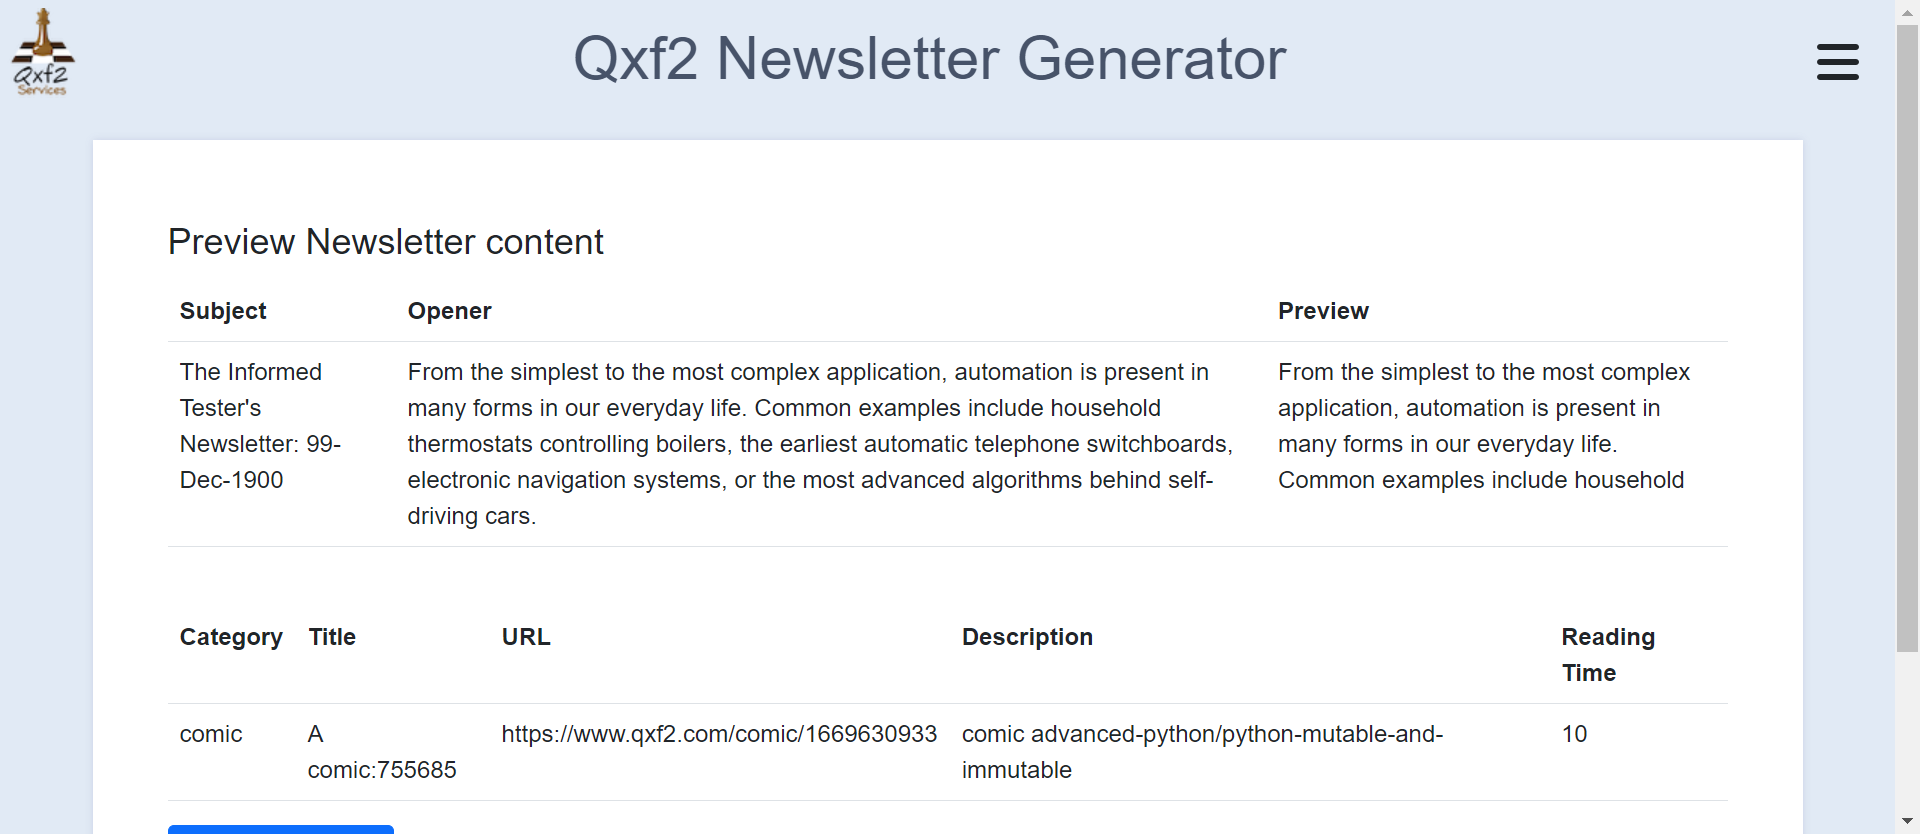 Qxf2
Services
Qxf2 Newsletter Generator
Preview Newsletter content
Subject Opener Preview
The Informed
Tester's
Newsletter: 99-
Dec-1900
From the simplest to the most complex application, automation is present in
many forms in our everyday life. Common examples include household
thermostats controlling boilers, the earliest automatic telephone switchboards,
electronic navigation systems, or the most advanced algorithms behind self-
driving cars.
From the simplest to the most complex
application, automation is present in
many forms in our everyday life.
Common examples include household
Category Title URL Description Reading
Time
comic
A
comic:755685
https://www.qxf2.com/comic/1669630933
comic advanced-python/python-mutable-and-
immutable
10